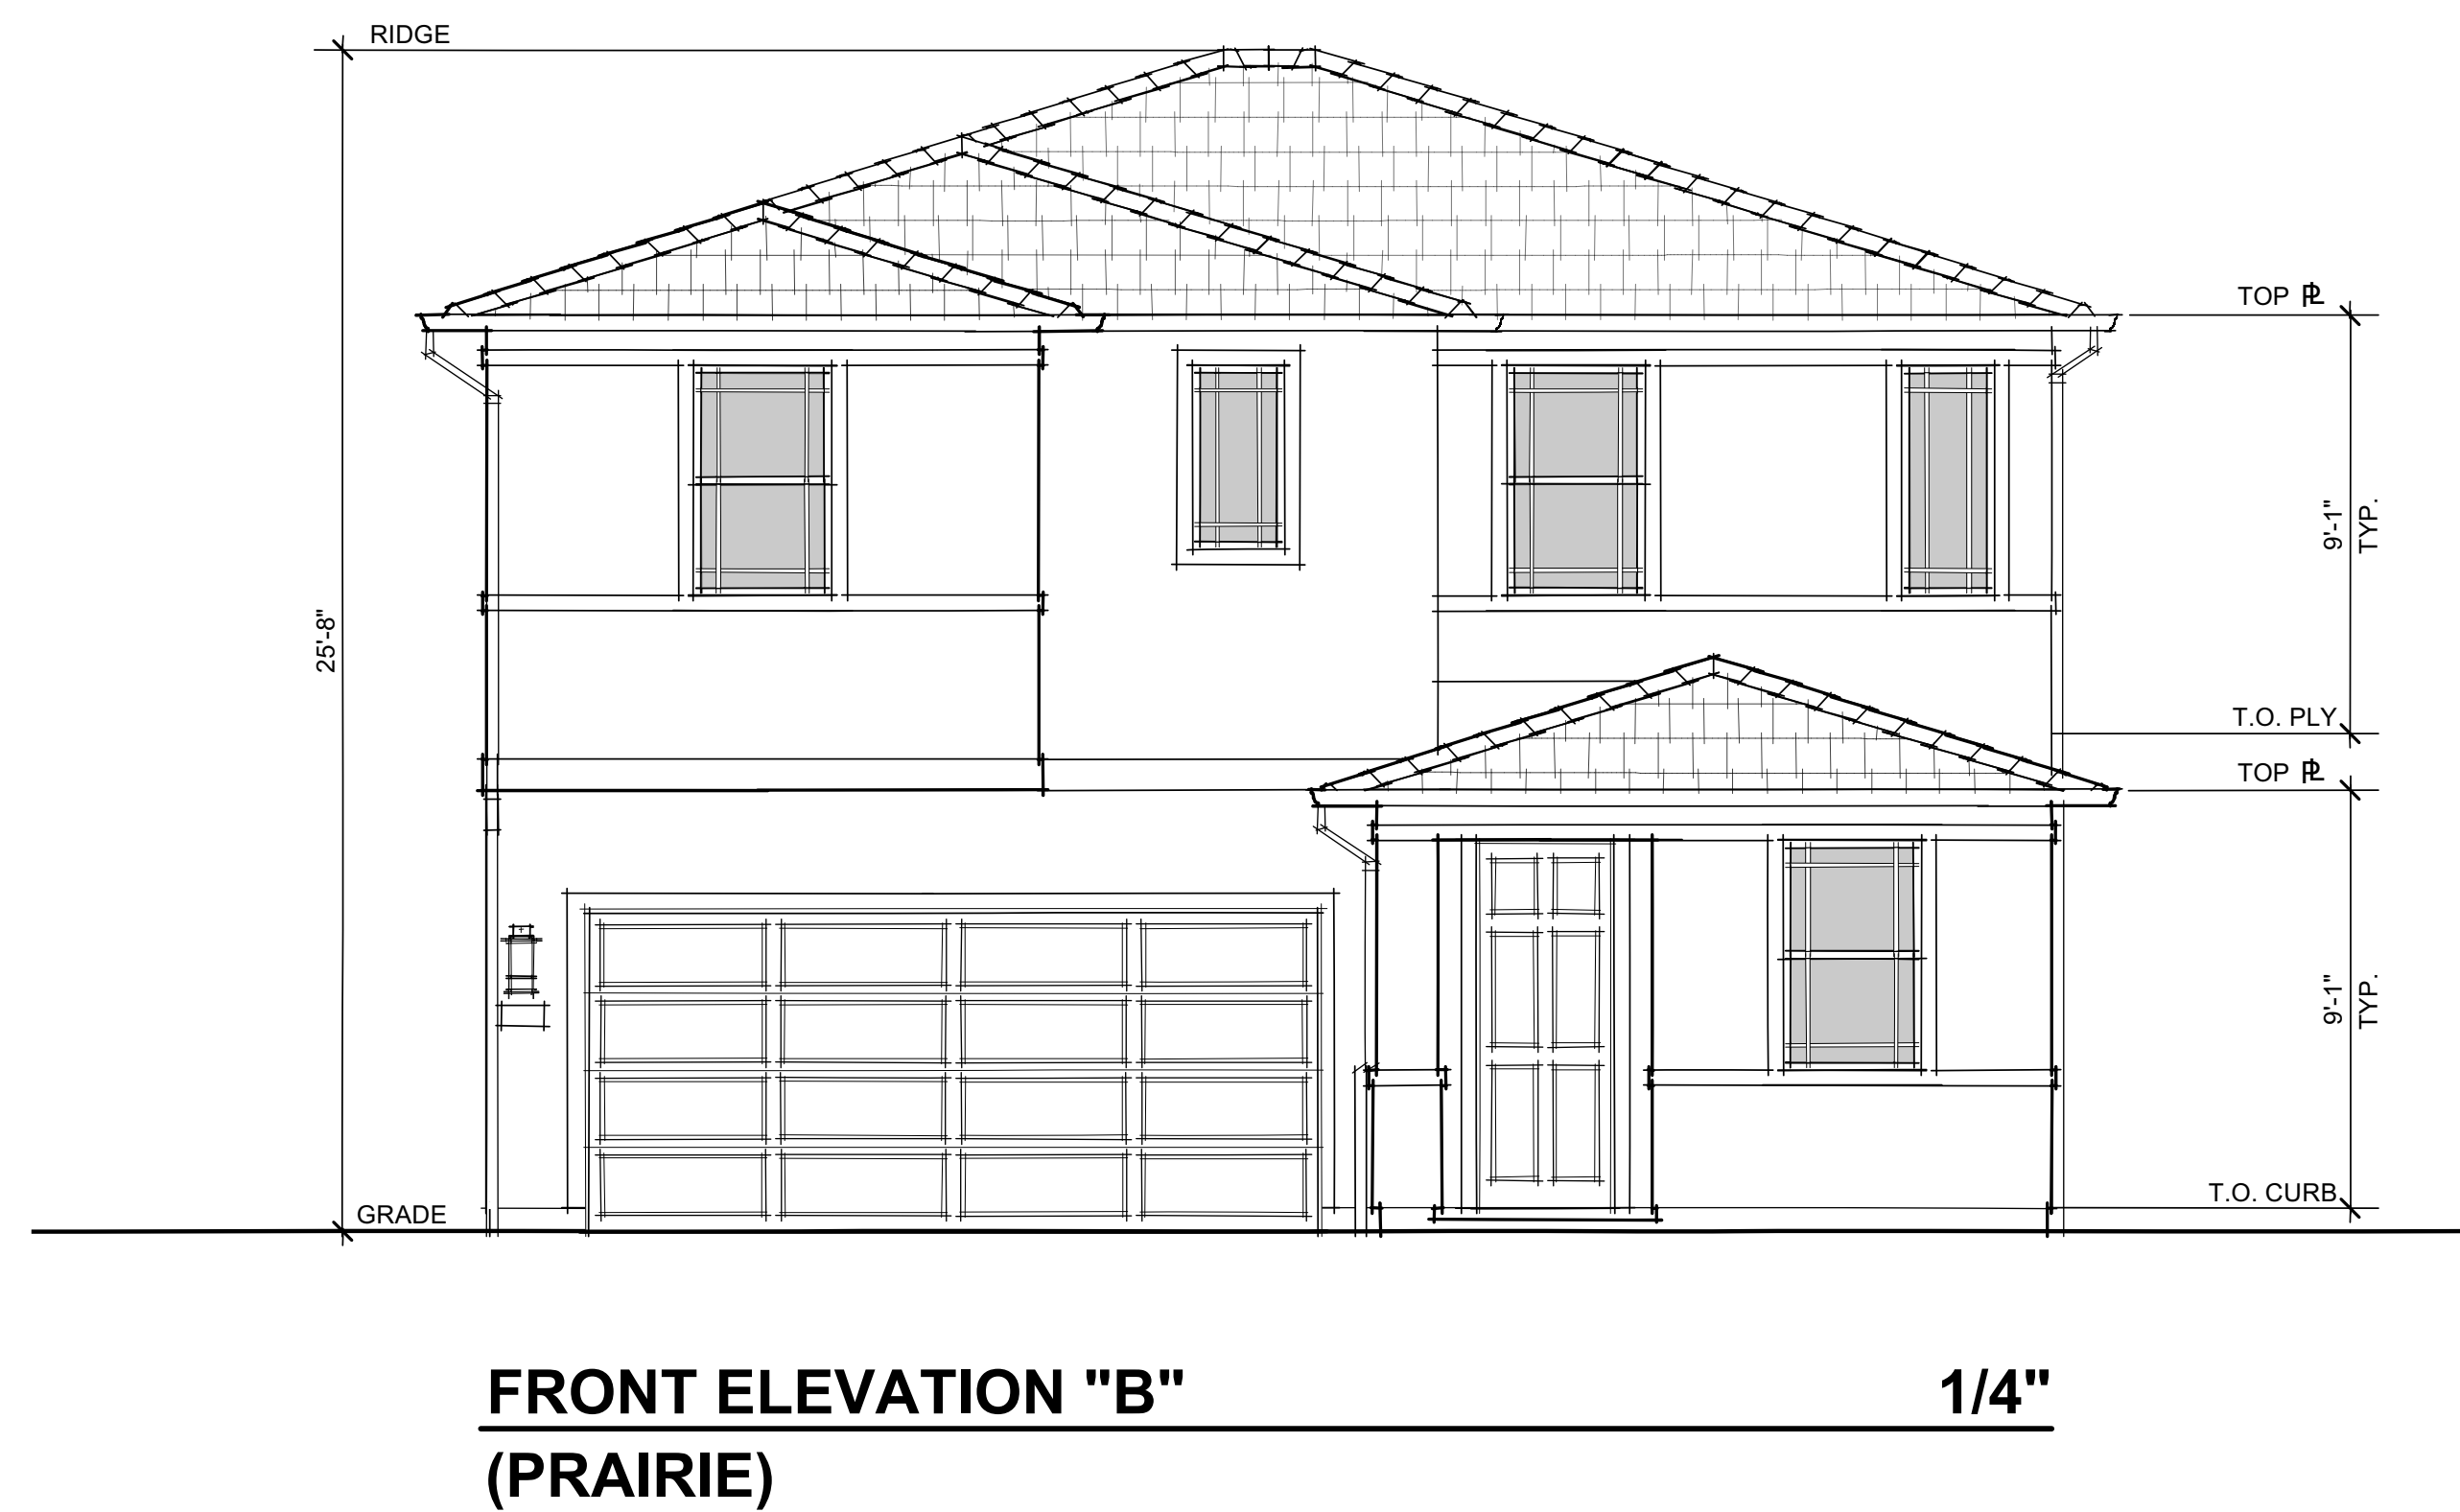 RIDGE
TOP PL
9'-1"
TYP.
25'-8"
T.O. PLY
TOP PL
9'-1"
TYP.
T.O. CURB
GRADE
FRONT ELEVATION "B" 1/4"
(PRAIRIE)